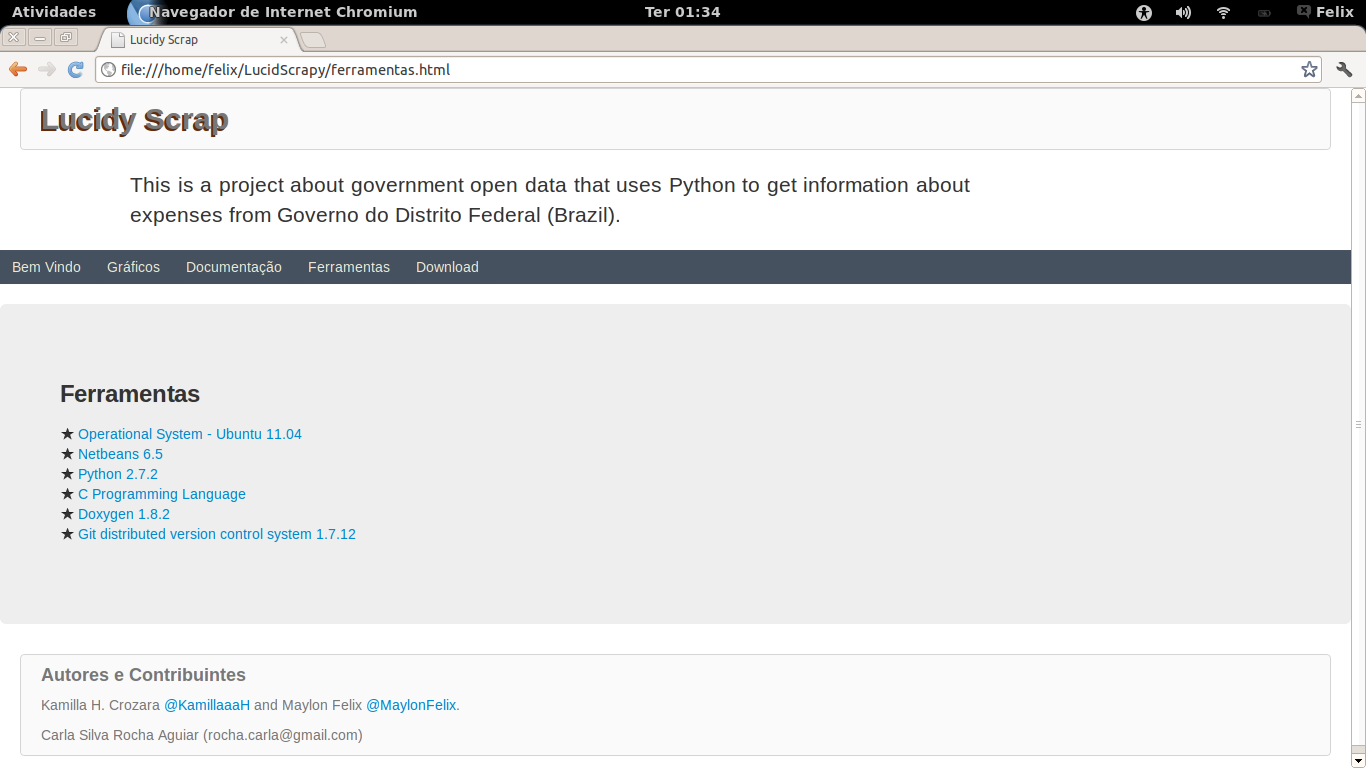 Atividades
Navegador de Internet Chromium
Ter 01:34
Felix
Lucidy Scrap
file:///home/felix/LucidScrapy/ferramentas.html
Lucidy Scrap
This is a project about government open data that uses Python to get information about
expenses from Governo do Distrito Federal (Brazil).
Bem Vindo Gráficos Documentação Ferramentas Download
Ferramentas
★ Operational System - Ubuntu 11.04
★ Netbeans 6.5
★ Python 2.7.2
★ C Programming Language
★ Doxygen 1.8.2
★ Git distributed version control system 1.7.12
Autores e Contribuintes
Kamilla H. Crozara @KamillaaaH and Maylon Felix @MaylonFelix.
Carla Silva Rocha Aguiar (rocha.carla@gmail.com)